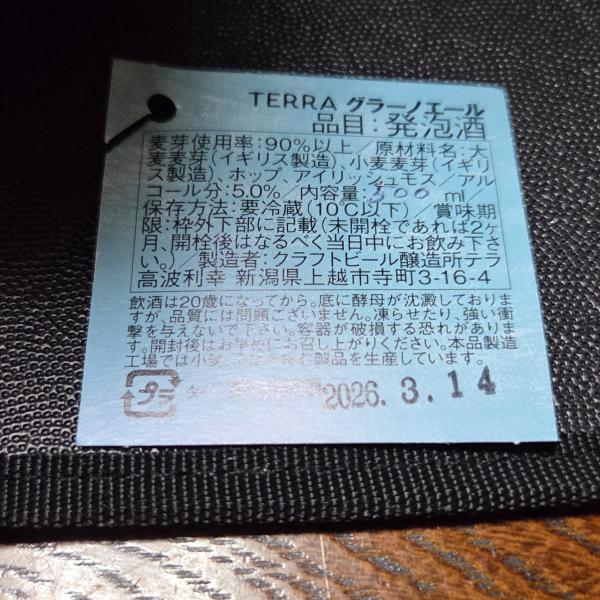 TERRA グラーノエール
品目:発泡酒
麦芽使用率:90%以上/原材料名:大
麦麦芽(イギリス製造)、小麦麦芽(イギリ
ス製造)、ホップ、アイリッシュモス/アル
コール分:5.0%/内容量:300ml
保存方法:要冷蔵(10℃以下)/賞味期
限:枠外下部に記載(未開栓であれば2ヶ
月、開栓後はなるべく当日中にお飲み下さ
い。)/製造者:クラフトビール醸造所テラ
高波利幸 新潟県上越市寺町3-16-4
飲酒は20歳になってから。底に酵母が沈澱しておりま
すが、品質には問題ございません。凍らせたり、強い衝
撃を与えないで下さい。容器が破損する恐れがありま
す。開封後はお早めにお召し上がりください。本品製造
工場では小麦、を含む製品を生産しています。
プラ 2026.3.14